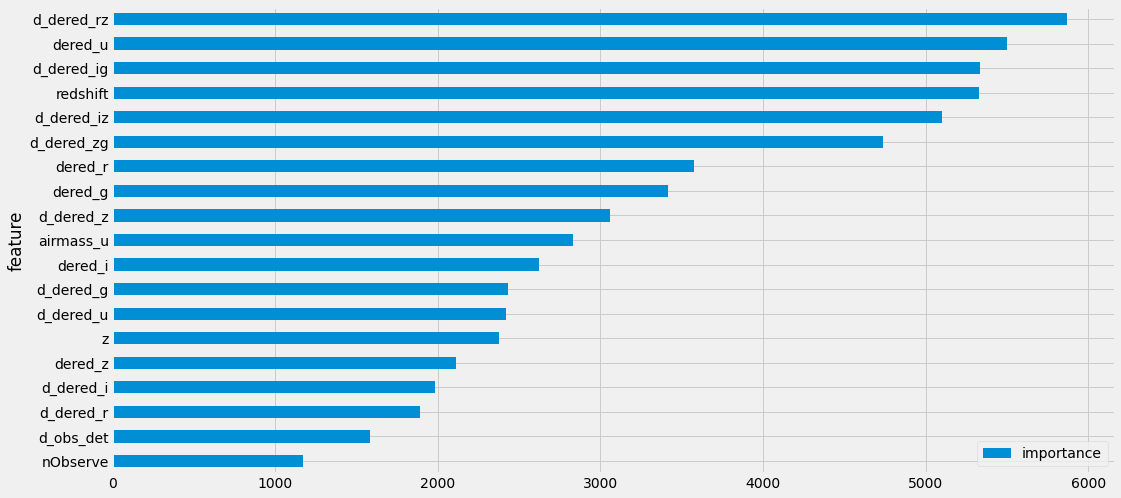 d_dered_rz
dered_u
d_dered_ig
redshift
d_dered_iz
d_dered_zg
dered_r
dered_g
d_dered_z
airmass_u
dered_i
d_dered_g
d_dered_u
z
dered_z
d_dered_i
d_dered_r
d_obs_det
nObserve
feature
importance
0 1000 2000 3000 4000 5000 6000